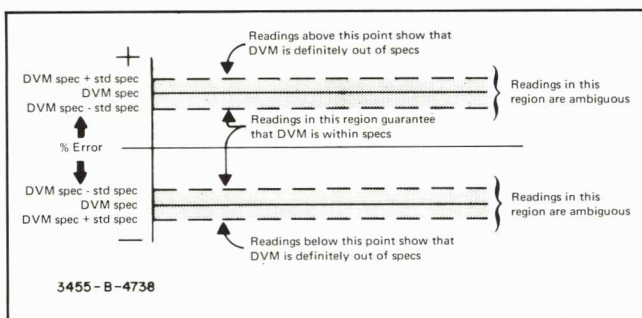 Readings above this point show that
DVM is definitely out of specs
+
DVM spec + std spec
DVM spec
DVM spec - std spec
Readings in this
region are ambiguous
Readings in this region guarantee
that DVM is within specs
% Error
DVM spec - std spec
DVM spec
DVM spec + std spec
Readings in this
region are ambiguous
—
Readings below this point show that
DVM is definitely out of specs
3455-B-4738